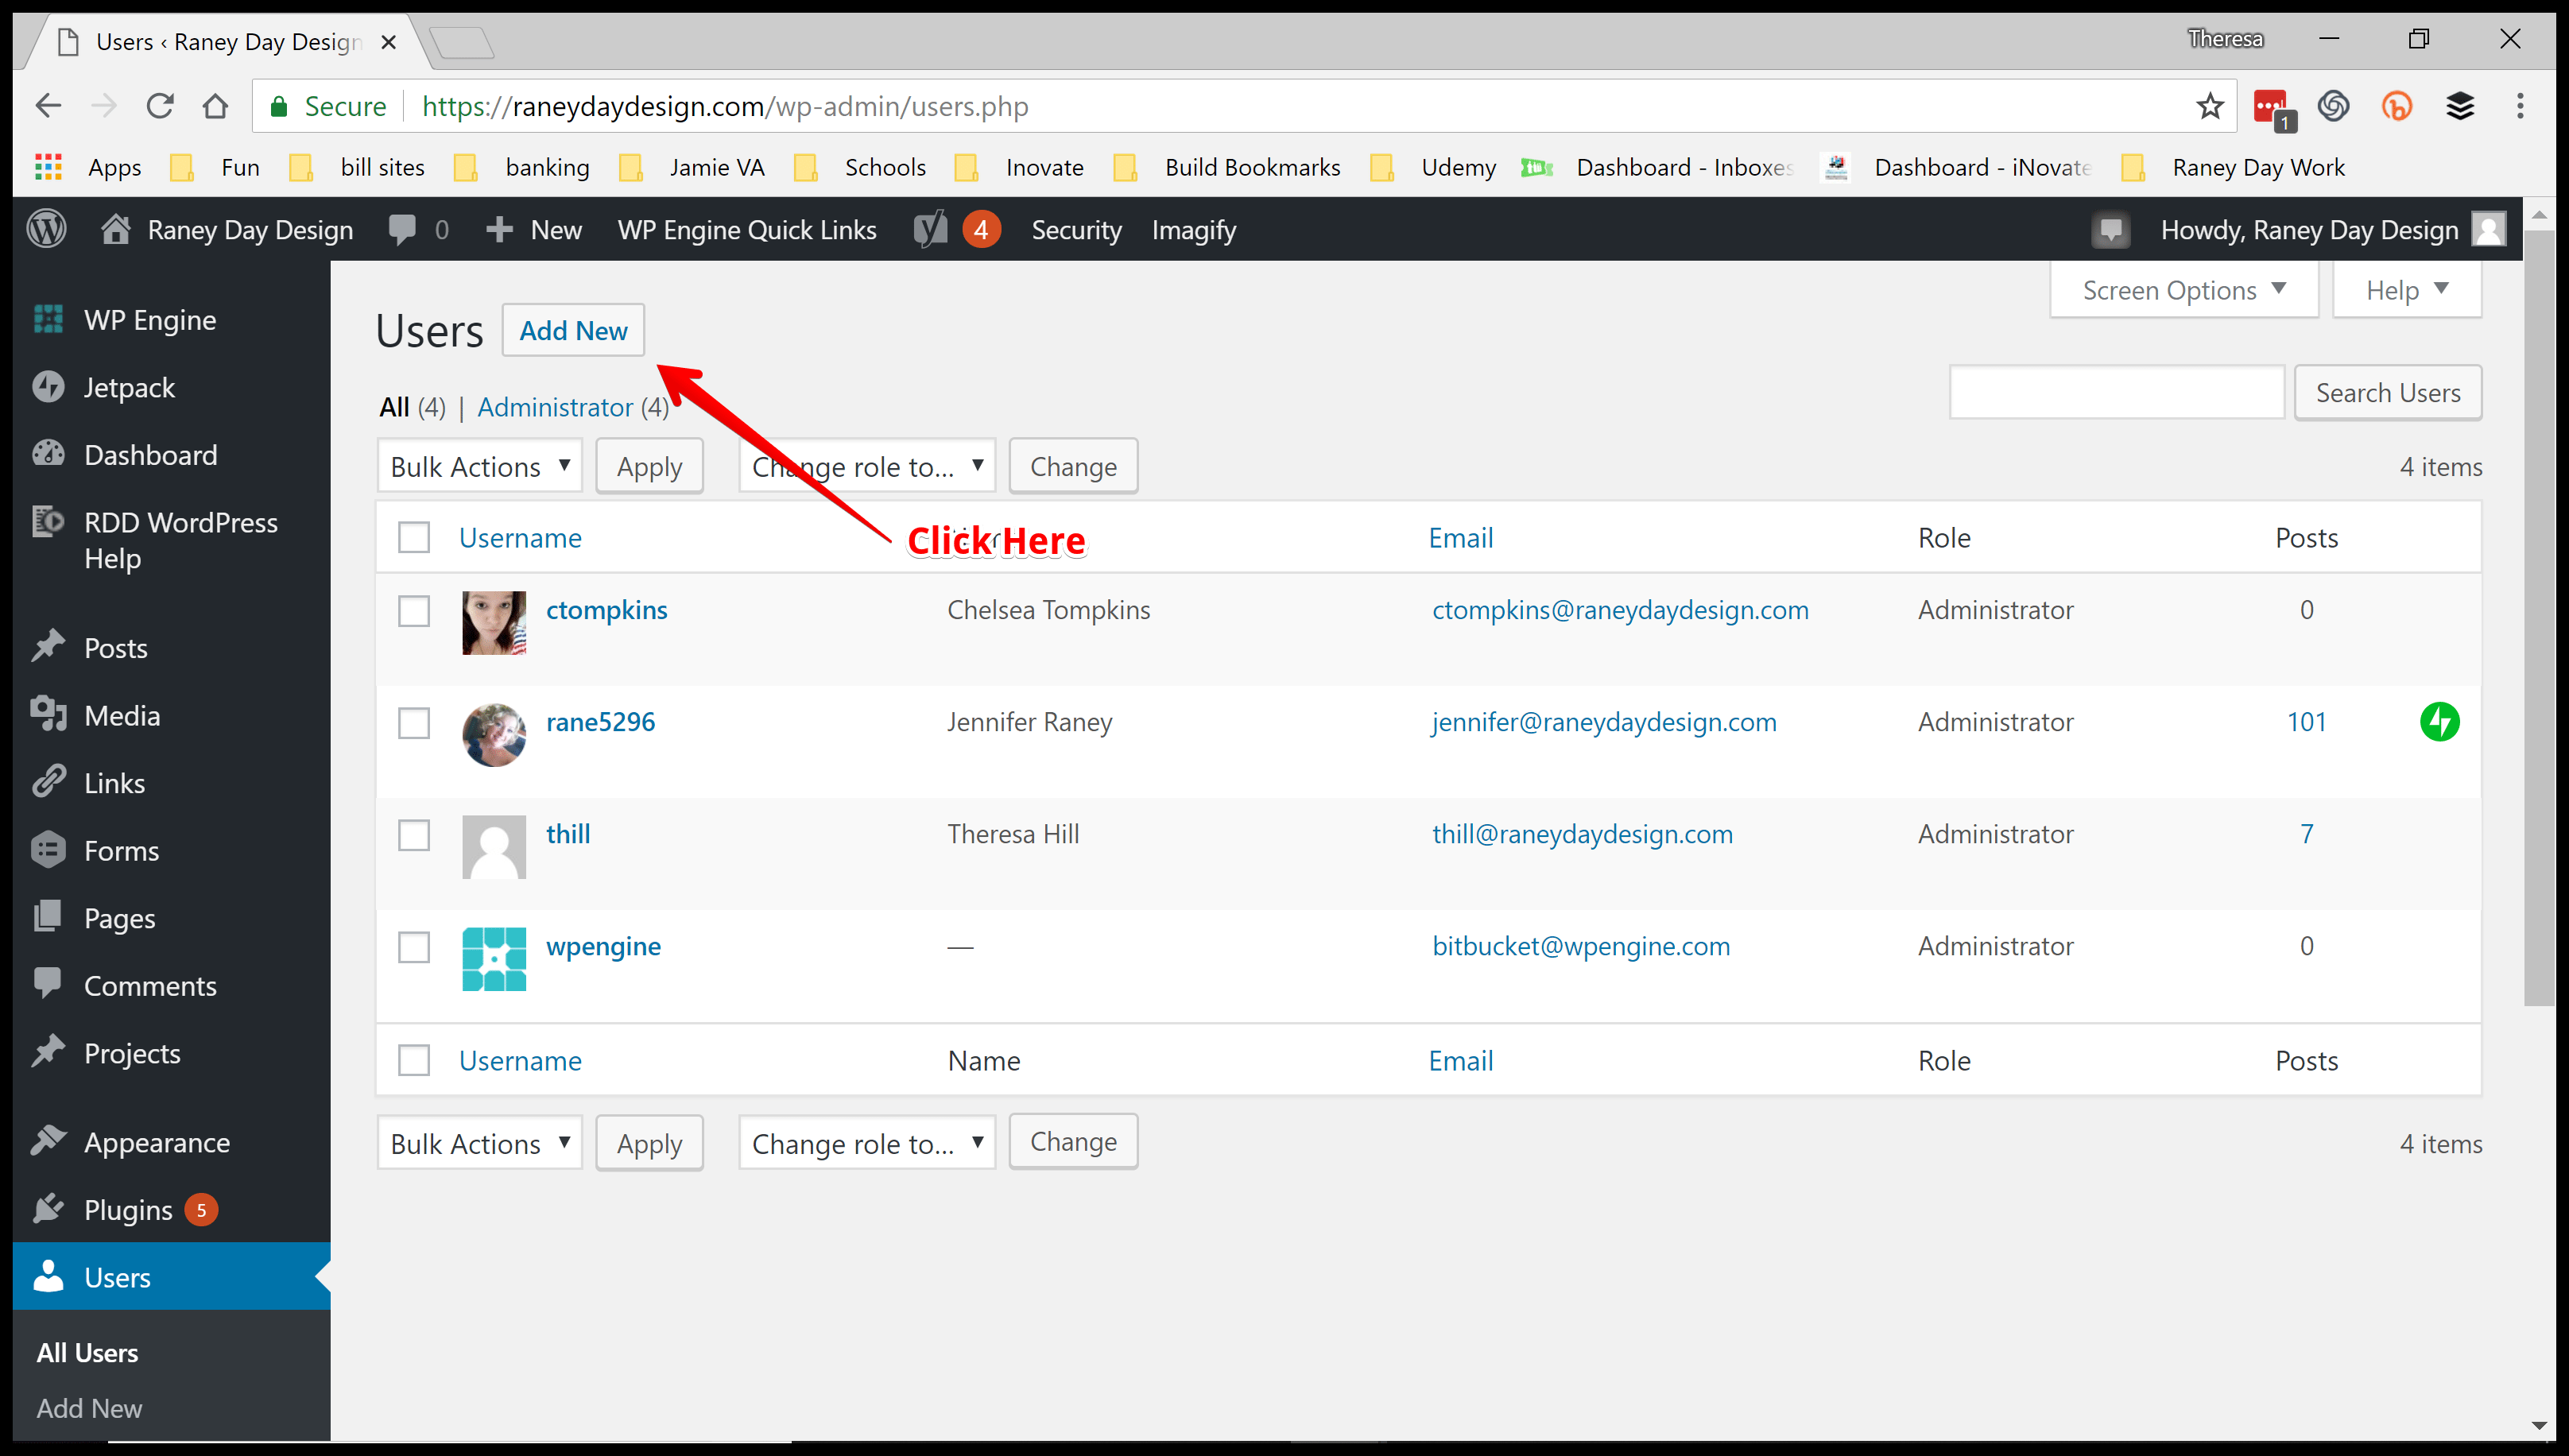 Users ‹ Raney Day Design
Theresa
Secure https://raneydaydesign.com/wp-admin/users.php
1
Apps Fun bill sites banking Jamie VA Schools Inovate Build Bookmarks Udemy Dashboard - Inboxes Dashboard - iNovate Raney Day Work
Raney Day Design 0 New WP Engine Quick Links 4 Security Imagify Howdy, Raney Day Design
WP Engine
Jetpack
Dashboard
RDD WordPress
Help
Posts
Media
Links
Forms
Pages
Comments
Projects
Appearance
Plugins 5
Users
All Users
Add New
Screen Options Help
Users Add New
Search Users
All (4) | Administrator (4)
Bulk Actions Apply Change role to... Change 4 items
Click Here
Username Email Role Posts
ctompkins Chelsea Tompkins ctompkins@raneydaydesign.com Administrator 0
rane5296 Jennifer Raney jennifer@raneydaydesign.com Administrator 101
thill Theresa Hill thill@raneydaydesign.com Administrator 7
wpengine — bitbucket@wpengine.com Administrator 0
Username Name Email Role Posts
Bulk Actions Apply Change role to... Change 4 items